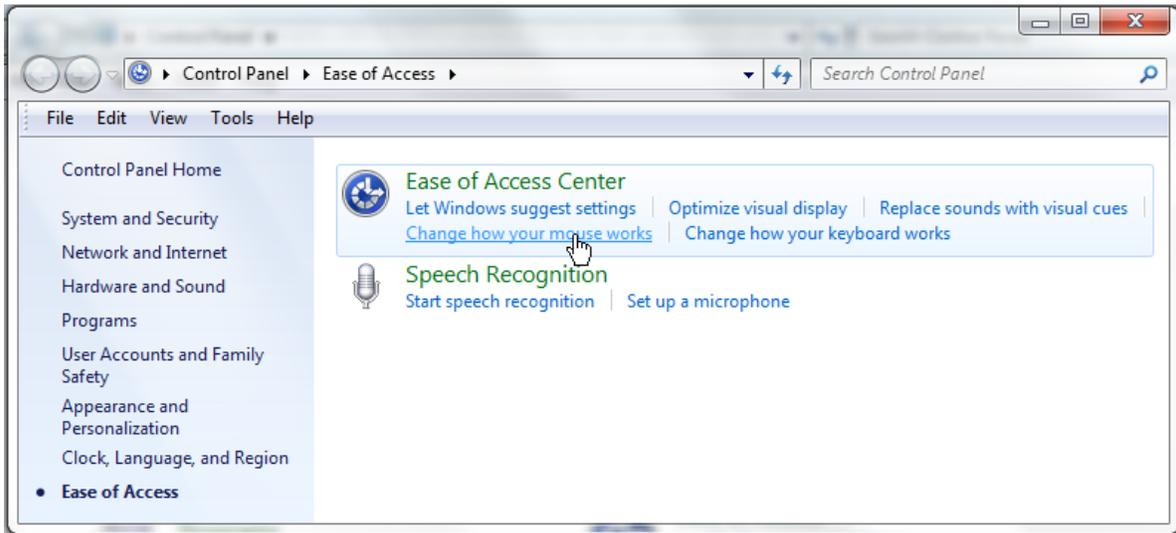 Control Panel Ease of Access
Search Control Panel
File Edit View Tools Help
Control Panel Home
System and Security
Network and Internet
Hardware and Sound
Programs
User Accounts and Family
Safety
Appearance and
Personalization
Clock, Language, and Region
Ease of Access
Ease of Access Center
Let Windows suggest settings Optimize visual display Replace sounds with visual cues
Change how your mouse works Change how your keyboard works
Speech Recognition
Start speech recognition Set up a microphone